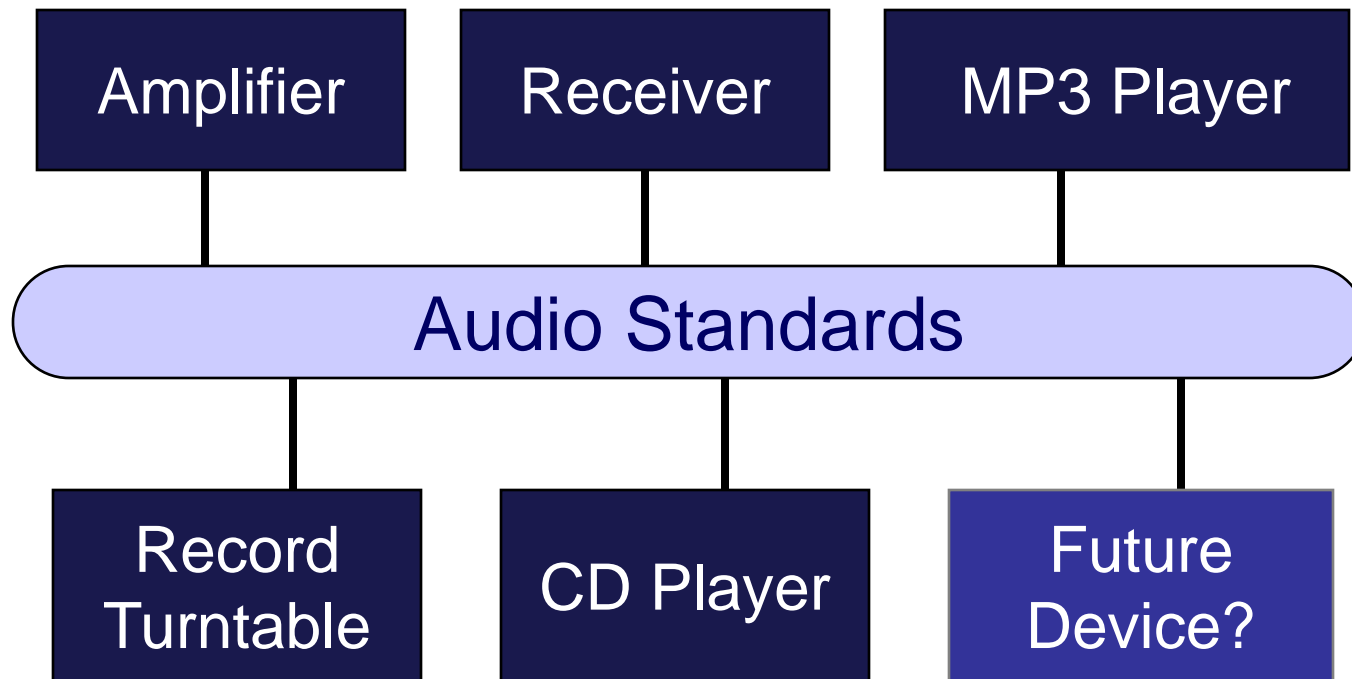 Amplifier
Receiver
MP3 Player
Audio Standards
Record
Turntable
CD Player
Future
Device?